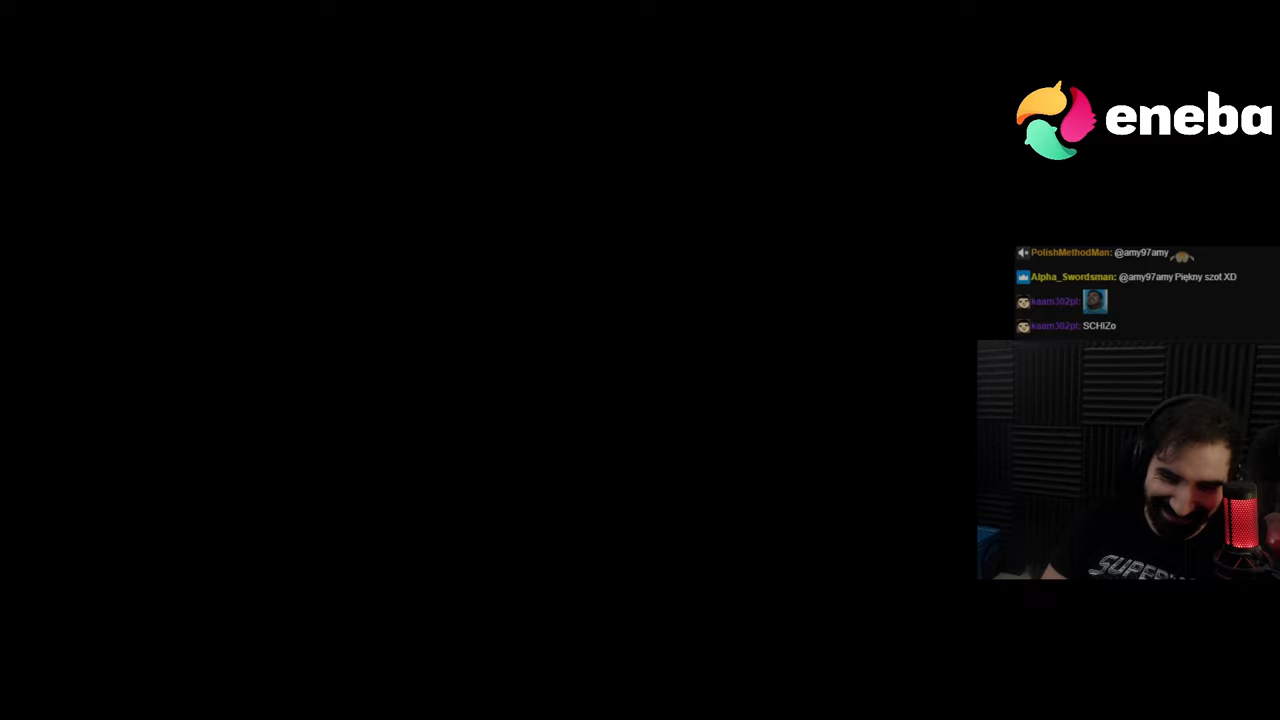 eneba
PolishMethodMan: @amy97amy
Alpha_Swordsman: @amy97amy Piękny szot XD
kaam302pl:
kaam302pl: SCHIZo